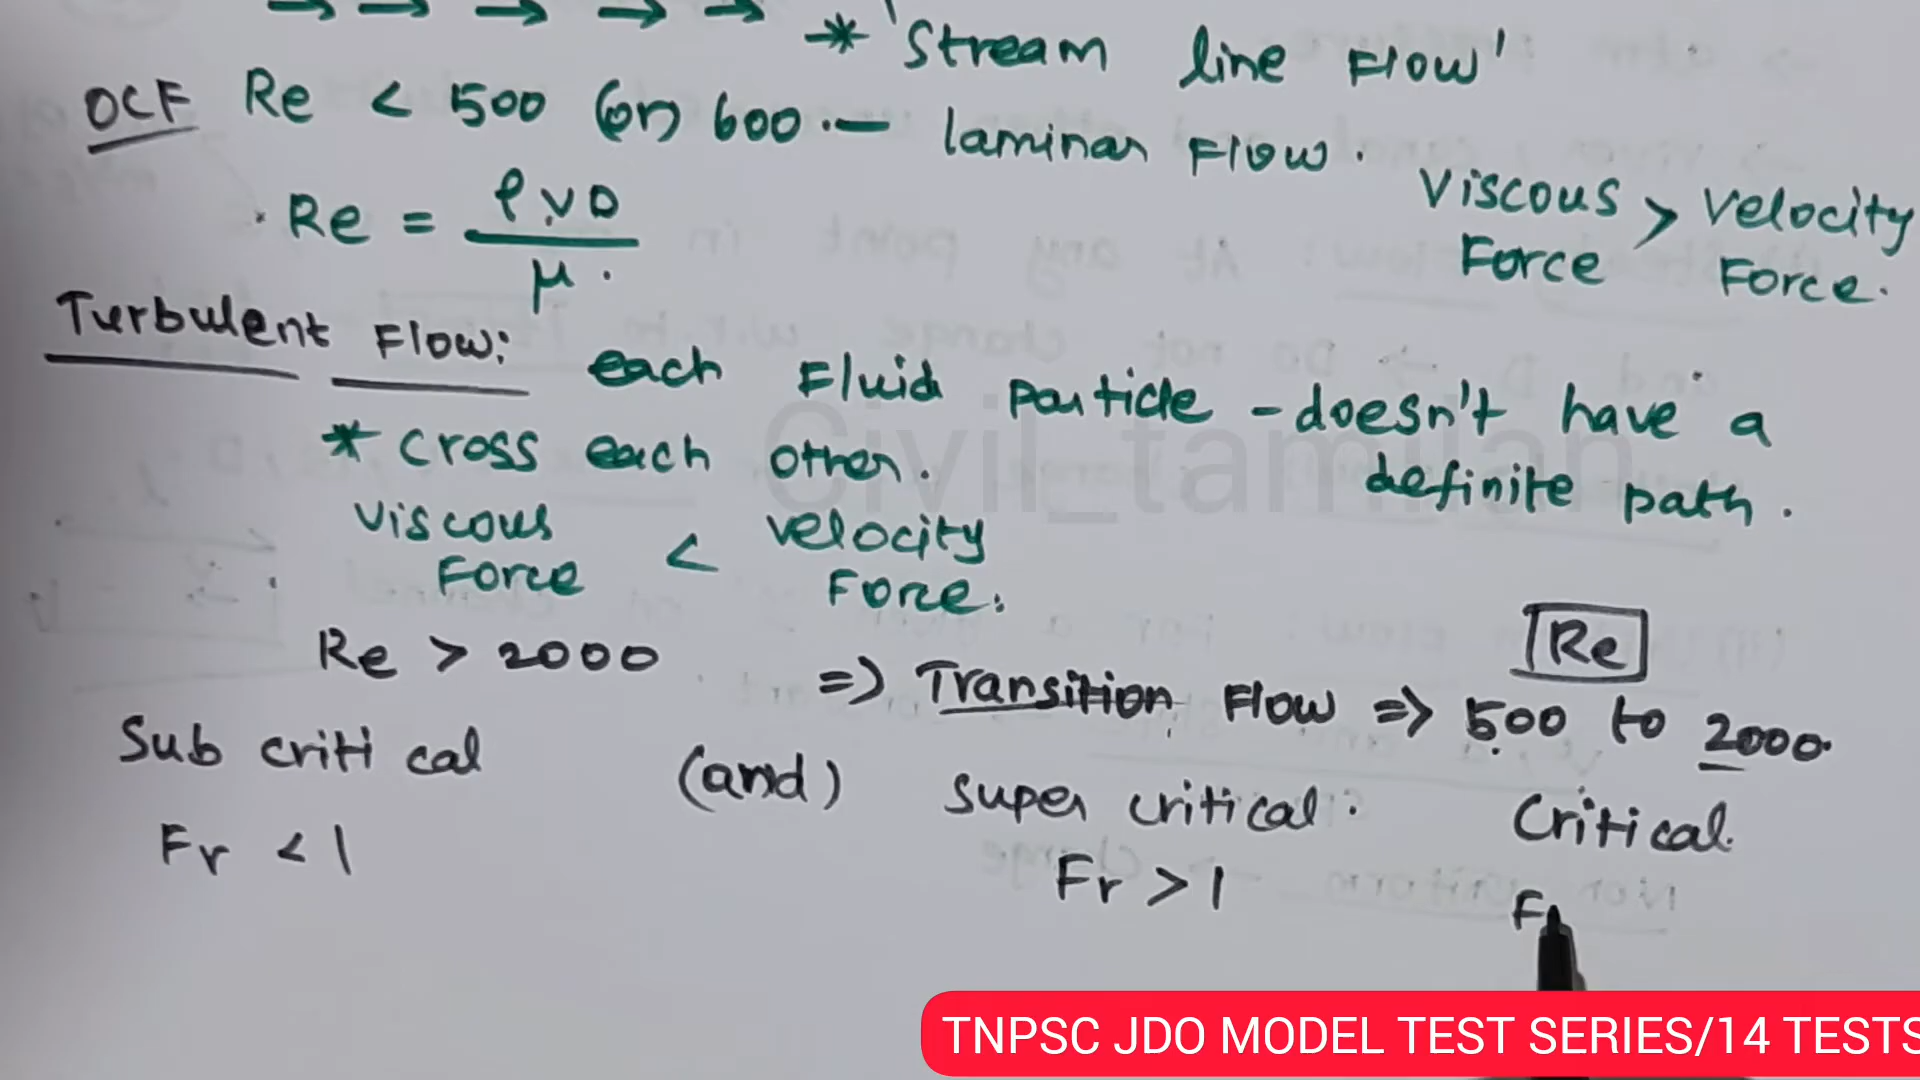 * 'Stream line Flow'
OCF Re < 500 (or) 600 . — laminar Flow.
Re = ρVD / μ .
Viscous Force > Velocity Force.
Turbulent Flow: each Fluid particle - doesn't have a definite path.
* cross each other.
Viscous Force < velocity Force.
Re > 2000
Re
=> Transition Flow => 500 to 2000.
Sub critical (and) super critical. Critical.
Fr < 1 Fr > 1 F
Civil_tamilan
TNPSC JDO MODEL TEST SERIES/14 TESTS